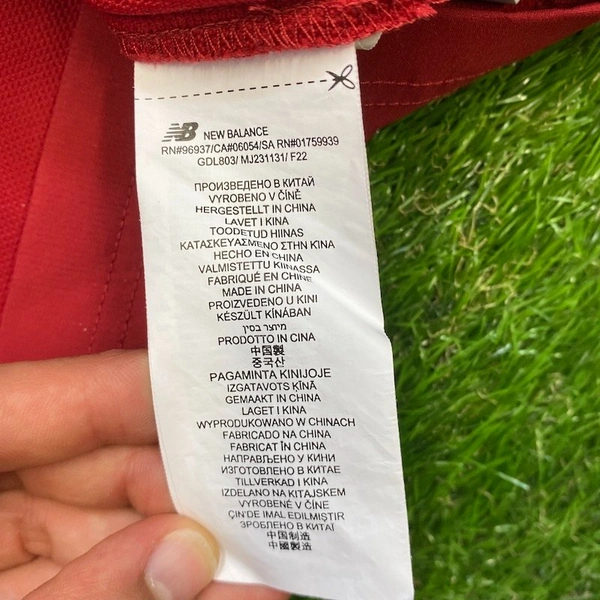 NB NEW BALANCE
RN#96937/CA#06054/SA RN#01759939
GDL803/ MJ231131/ F22
ПРОИЗВЕДЕНО В КИТАЙ
VYROBENO V ČÍNĚ
HERGESTELLT IN CHINA
LAVET I KINA
TOODETUD HIINAS
ΚΑΤΑΣΚΕΥΑΣΜΕΝΟ ΣΤΗΝ ΚΙΝΑ
HECHO EN CHINA
VALMISTETTU KIINASSA
FABRIQUÉ EN CHINE
MADE IN CHINA
PROIZVEDENO U KINI
KÉSZÜLT KÍNÁBAN
מיוצר בסין
PRODOTTO IN CINA
中国製
중국산
PAGAMINTA KINIJOJE
IZGATAVOTS ĶĪNĀ
GEMAAKT IN CHINA
LAGET I KINA
WYPRODUKOWANO W CHINACH
FABRICADO NA CHINA
FABRICAT ÎN CHINA
НАПРАВЉЕНО У КИНИ
ИЗГОТОВЛЕНО В КИТАЕ
TILLVERKAD I KINA
IZDELANO NA KITAJSKEM
VYROBENÉ V ČÍNE
ÇİN'DE IMAL EDILMIŞTIR
ЗРОБЛЕНО В КИТАЇ
中国制造
中國製造